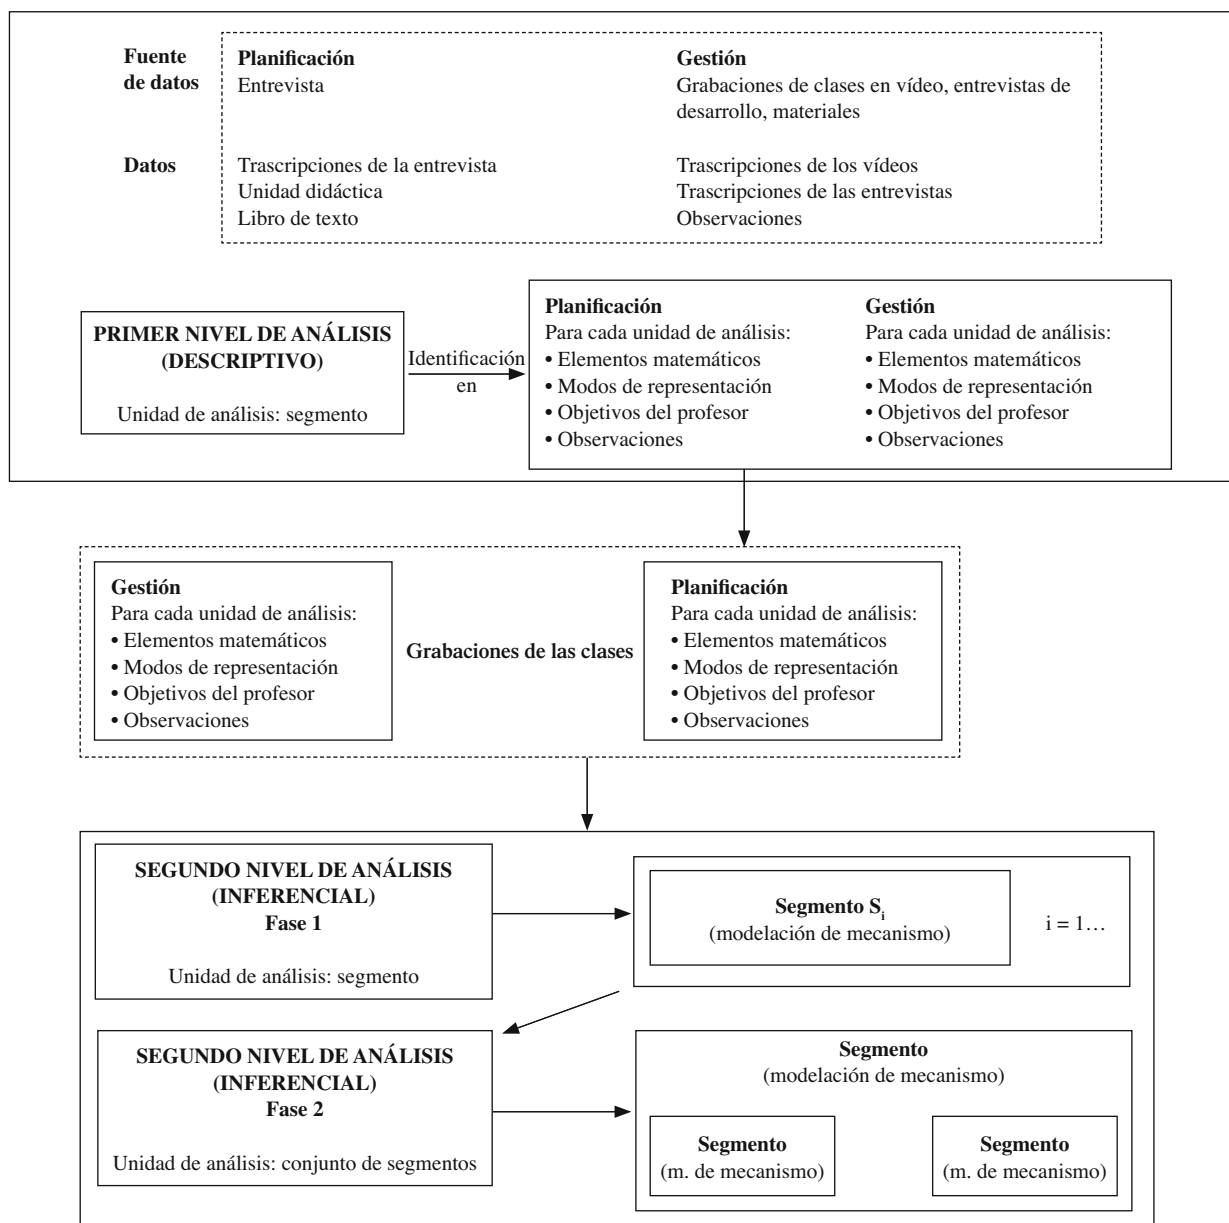 Fuente
de datos
Planificación
Entrevista
Gestión
Grabaciones de clases en vídeo, entrevistas de
desarrollo, materiales
Datos
Trascripciones de la entrevista
Unidad didáctica
Libro de texto
Trascripciones de los vídeos
Trascripciones de las entrevistas
Observaciones
PRIMER NIVEL DE ANÁLISIS
(DESCRIPTIVO)
Unidad de análisis: segmento
Identificación
en
Planificación
Para cada unidad de análisis:
• Elementos matemáticos
• Modos de representación
• Objetivos del profesor
• Observaciones
Gestión
Para cada unidad de análisis:
• Elementos matemáticos
• Modos de representación
• Objetivos del profesor
• Observaciones
Gestión
Para cada unidad de análisis:
• Elementos matemáticos
• Modos de representación
• Objetivos del profesor
• Observaciones
Grabaciones de las clases
Planificación
Para cada unidad de análisis:
• Elementos matemáticos
• Modos de representación
• Objetivos del profesor
• Observaciones
SEGUNDO NIVEL DE ANÁLISIS
(INFERENCIAL)
Fase 1
Unidad de análisis: segmento
Segmento Si
(modelación de mecanismo)
i = 1…
SEGUNDO NIVEL DE ANÁLISIS
(INFERENCIAL)
Fase 2
Unidad de análisis: conjunto de segmentos
Segmento
(modelación de mecanismo)
Segmento
(m. de mecanismo)
Segmento
(m. de mecanismo)